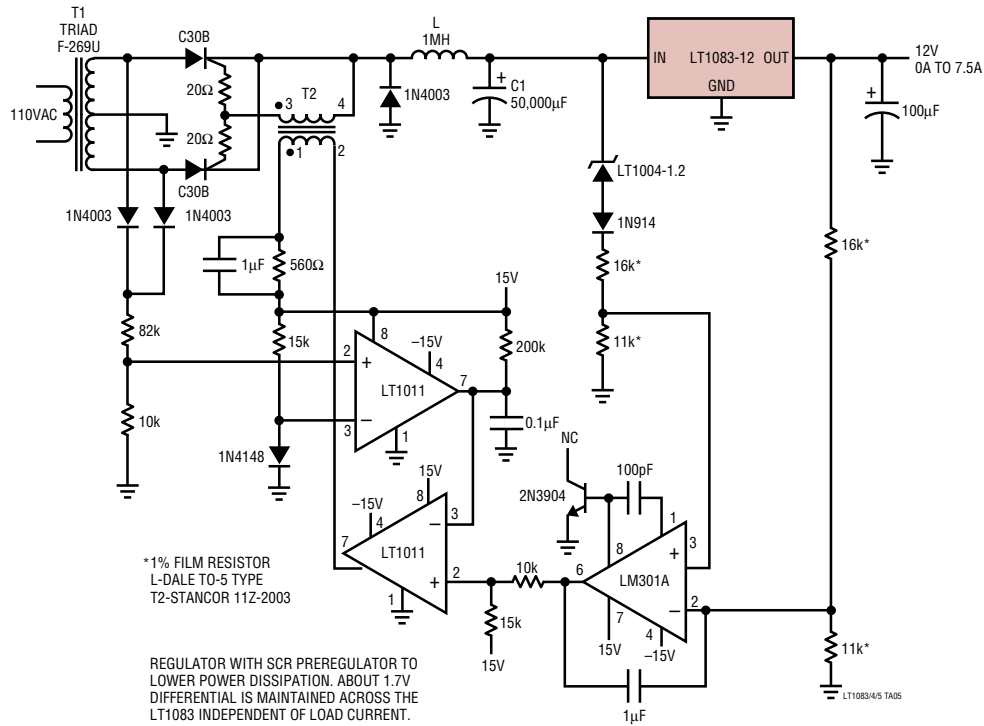 T1
TRIAD
F-269U
110VAC
C30B
20Ω
20Ω
C30B
T2
3
4
1
2
1N4003
L
1MH
+
C1
50,000µF
IN
LT1083-12
OUT
GND
12V
0A TO 7.5A
+
100µF
LT1004-1.2
1N914
16k*
11k*
16k*
1N4003
1N4003
1µF
560Ω
82k
10k
15k
1N4148
15V
200k
0.1µF
2
+
8
–15V
4
LT1011
7
–
3
1
15V
8
–15V
4
7
LT1011
–
3
+
2
1
10k
15k
15V
NC
2N3904
100pF
8
1
+
3
6
LM301A
–
2
7
15V
4
–15V
1µF
11k*
*1% FILM RESISTOR
L-DALE TO-5 TYPE
T2-STANCOR 11Z-2003
REGULATOR WITH SCR PREREGULATOR TO
LOWER POWER DISSIPATION. ABOUT 1.7V
DIFFERENTIAL IS MAINTAINED ACROSS THE
LT1083 INDEPENDENT OF LOAD CURRENT.
LT1083/4/5 TA05